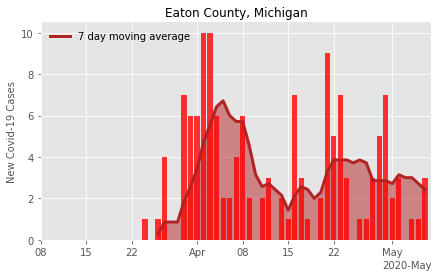 Eaton County, Michigan
7 day moving average
New Covid-19 Cases
10
8
6
4
2
0
08 15 22 Apr 08 15 22 May
2020-May